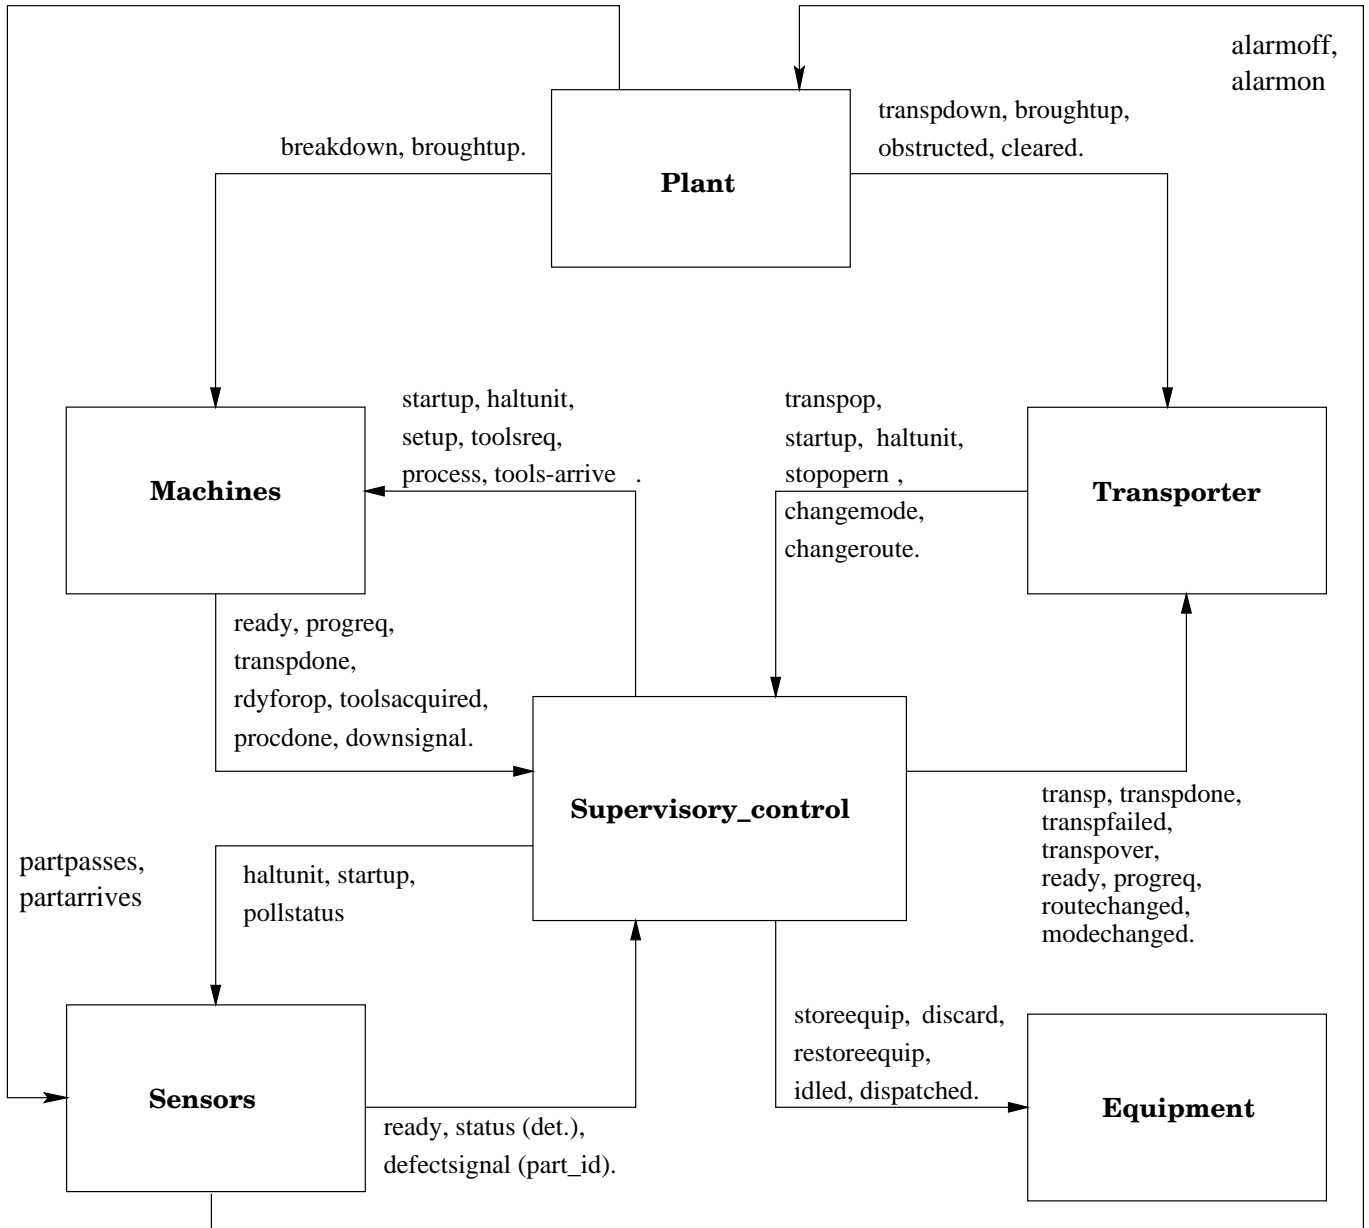 alarmoff,
alarmon
transpdown, broughtup,
obstructed, cleared.
breakdown, broughtup.
Plant
startup, haltunit,
setup, toolsreq,
process, tools-arrive .
transpop,
startup, haltunit,
stopopern ,
changemode,
changeroute.
Machines
Transporter
ready, progreq,
transpdone,
rdyforop, toolsacquired,
procdone, downsignal.
Supervisory_control
transp, transpdone,
transpfailed,
transpover,
ready, progreq,
routechanged,
modechanged.
partpasses,
partarrives
haltunit, startup,
pollstatus
storeequip, discard,
restoreequip,
idled, dispatched.
Sensors
Equipment
ready, status (det.),
defectsignal (part_id).